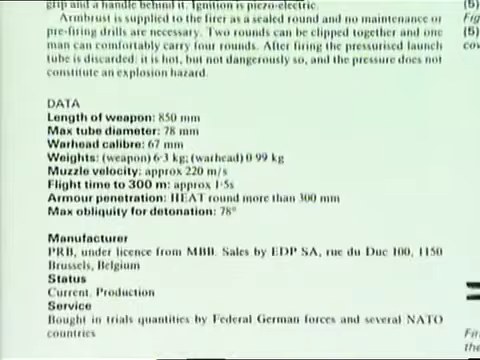 grip and a handle behind it. Ignition is piezo-electric.
Armbrust is supplied to the firer as a sealed round and no maintenance or
pre-firing drills are necessary. Two rounds can be clipped together and one
man can comfortably carry four rounds. After firing the pressurised launch
tube is discarded: it is hot, but not dangerously so, and the pressure does not
constitute an explosion hazard.
DATA
Length of weapon: 850 mm
Max tube diameter: 78 mm
Warhead calibre: 67 mm
Weights: (weapon) 6·3 kg; (warhead) 0·99 kg
Muzzle velocity: approx 220 m/s
Flight time to 300 m: approx 1·5s
Armour penetration: HEAT round more than 300 mm
Max obliquity for detonation: 78°
Manufacturer
PRB, under licence from MBB. Sales by EDP SA, rue du Duc 100, 1150
Brussels, Belgium
Status
Current. Production
Service
Bought in trials quantities by Federal German forces and several NATO
countries
(5)
Fig
(5)
cov
the